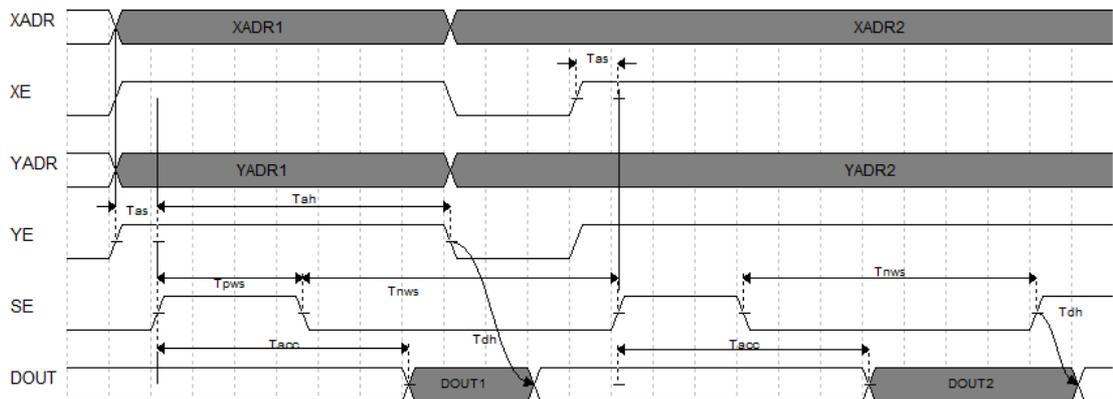 XADR XADR1 XADR2
Tas
XE
YADR YADR1 YADR2
Tas Tah
YE
Tpws Tnws Tnws
SE
Tdh Tdh
Tacc Tacc
DOUT DOUT1 DOUT2